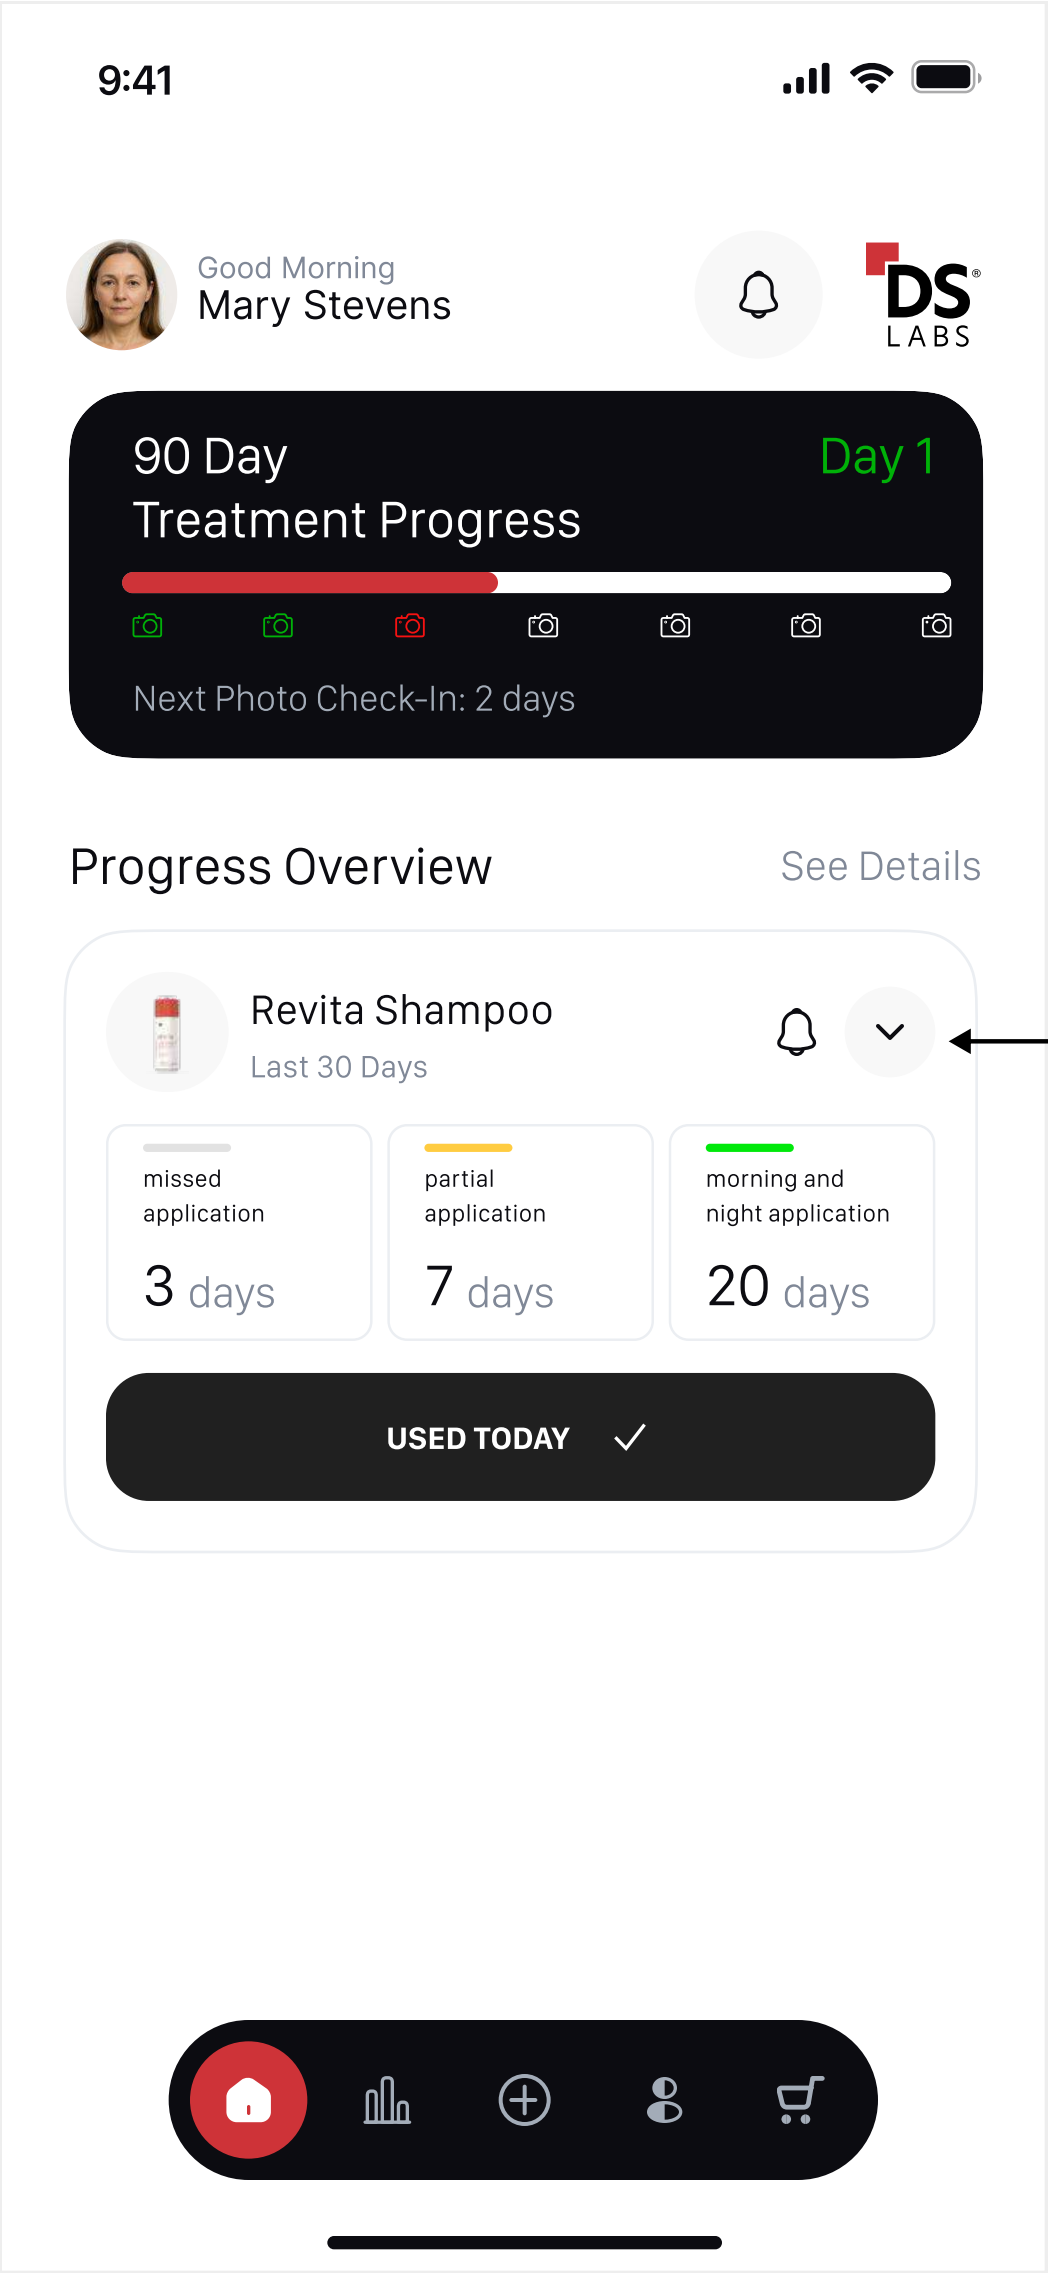 9:41
Good Morning
Mary Stevens
DS®
LABS
90 Day
Day 1
Treatment Progress
Next Photo Check-In: 2 days
Progress Overview
See Details
Revita Shampoo
Last 30 Days
missed
application
3 days
partial
application
7 days
morning and
night application
20 days
USED TODAY